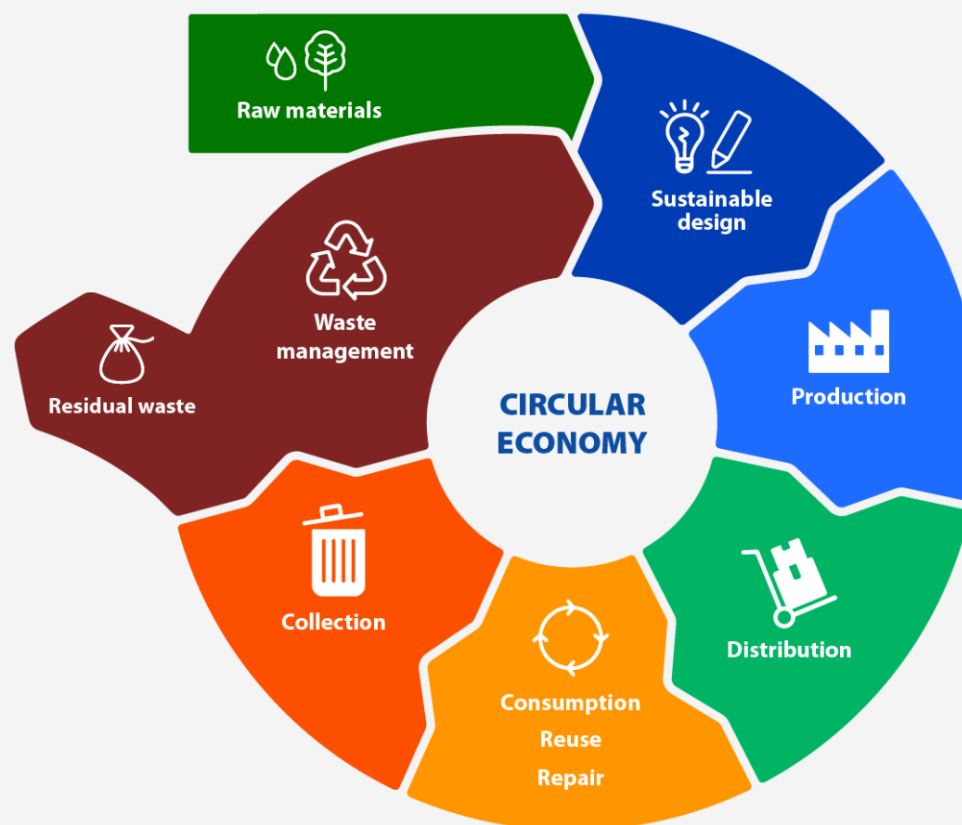 Raw materials
Sustainable
design
Production
Distribution
Consumption
Reuse
Repair
Collection
Waste
management
Residual waste
CIRCULAR
ECONOMY